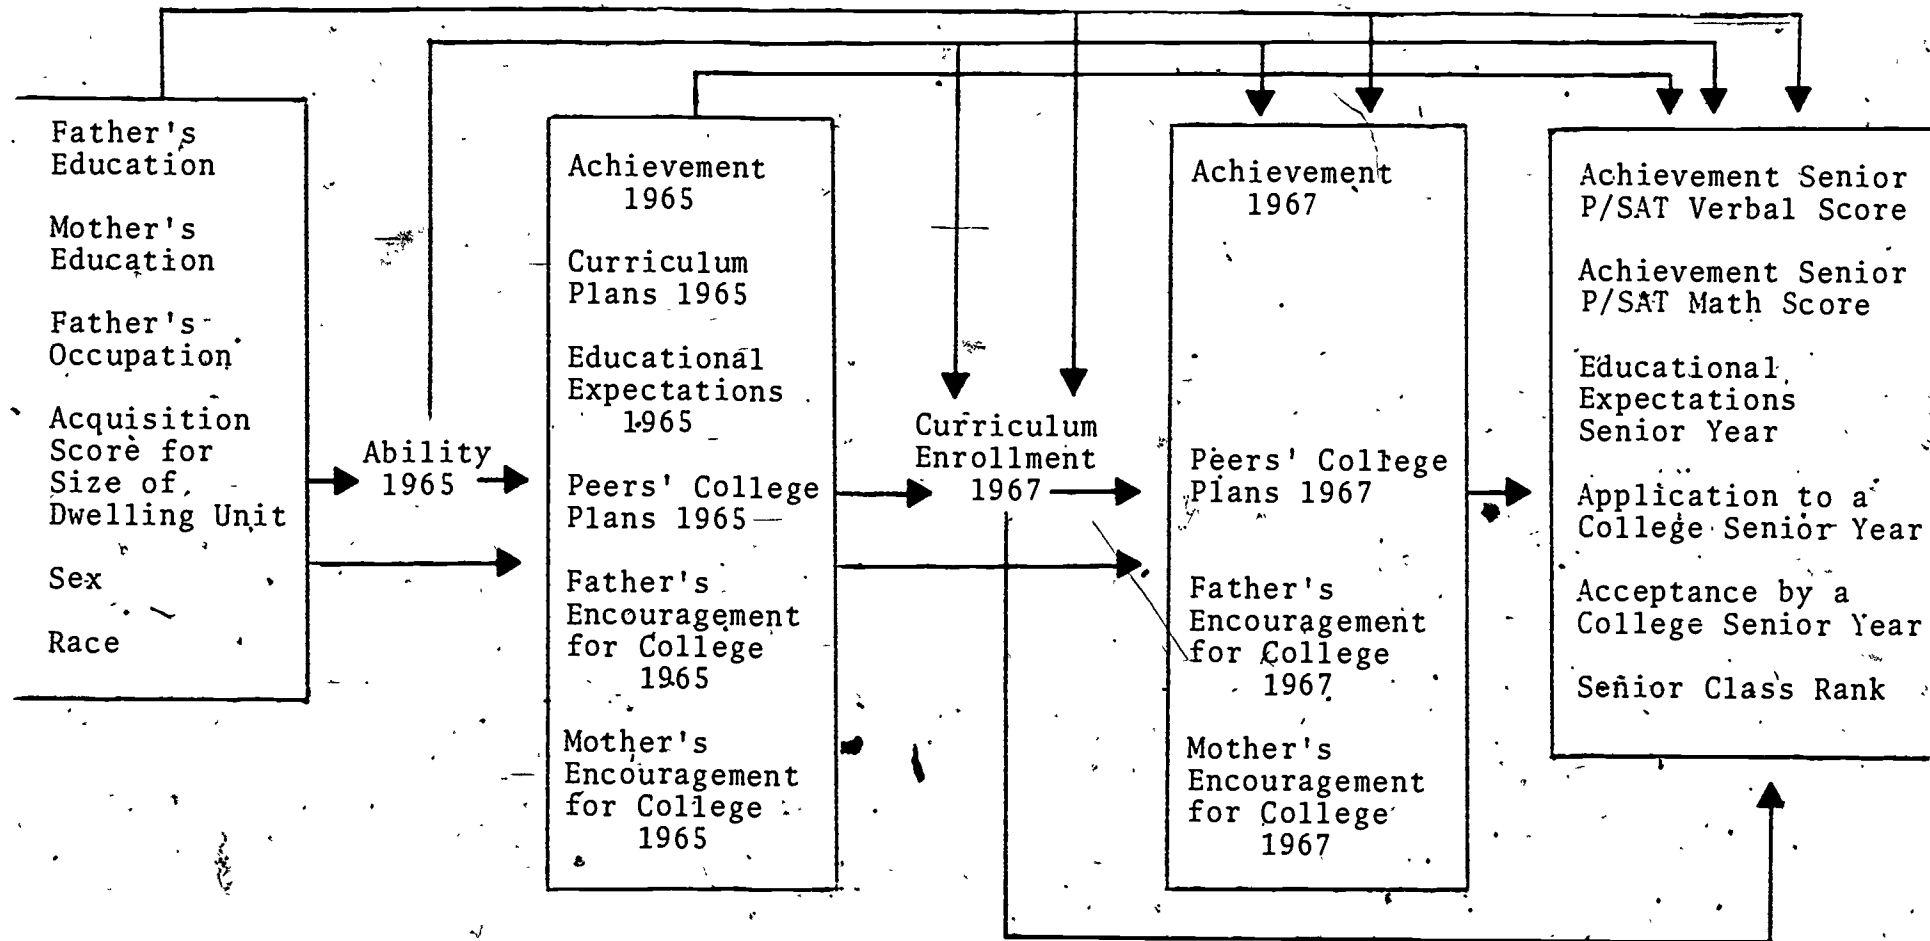 Father's
Education
Mother's
Education
Father's
Occupation
Acquisition
Score for
Size of
Dwelling Unit
Sex
Race
Ability
1965
Achievement
1965
Curriculum
Plans 1965
Educational
Expectations
1965
Peers' College
Plans 1965
Father's
Encouragement
for College
1965
Mother's
Encouragement
for College
1965
Curriculum
Enrollment
1967
Achievement
1967
Peers' College
Plans 1967
Father's
Encouragement
for College
1967
Mother's
Encouragement
for College
1967
Achievement Senior
P/SAT Verbal Score
Achievement Senior
P/SAT Math Score
Educational
Expectations
Senior Year
Application to a
College Senior Year
Acceptance by a
College Senior Year
Senior Class Rank